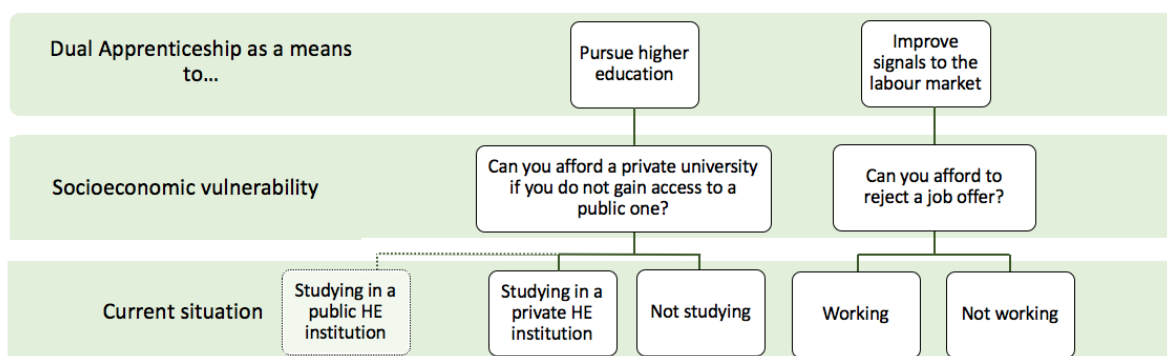 Dual Apprenticeship as a means
to...
Pursue higher
education
Improve
signals to the
labour market
Socioeconomic vulnerability
Can you afford a private university
if you do not gain access to a
public one?
Can you afford to
reject a job offer?
Current situation
Studying in a
public HE
institution
Studying in a
private HE
institution
Not studying
Working
Not working